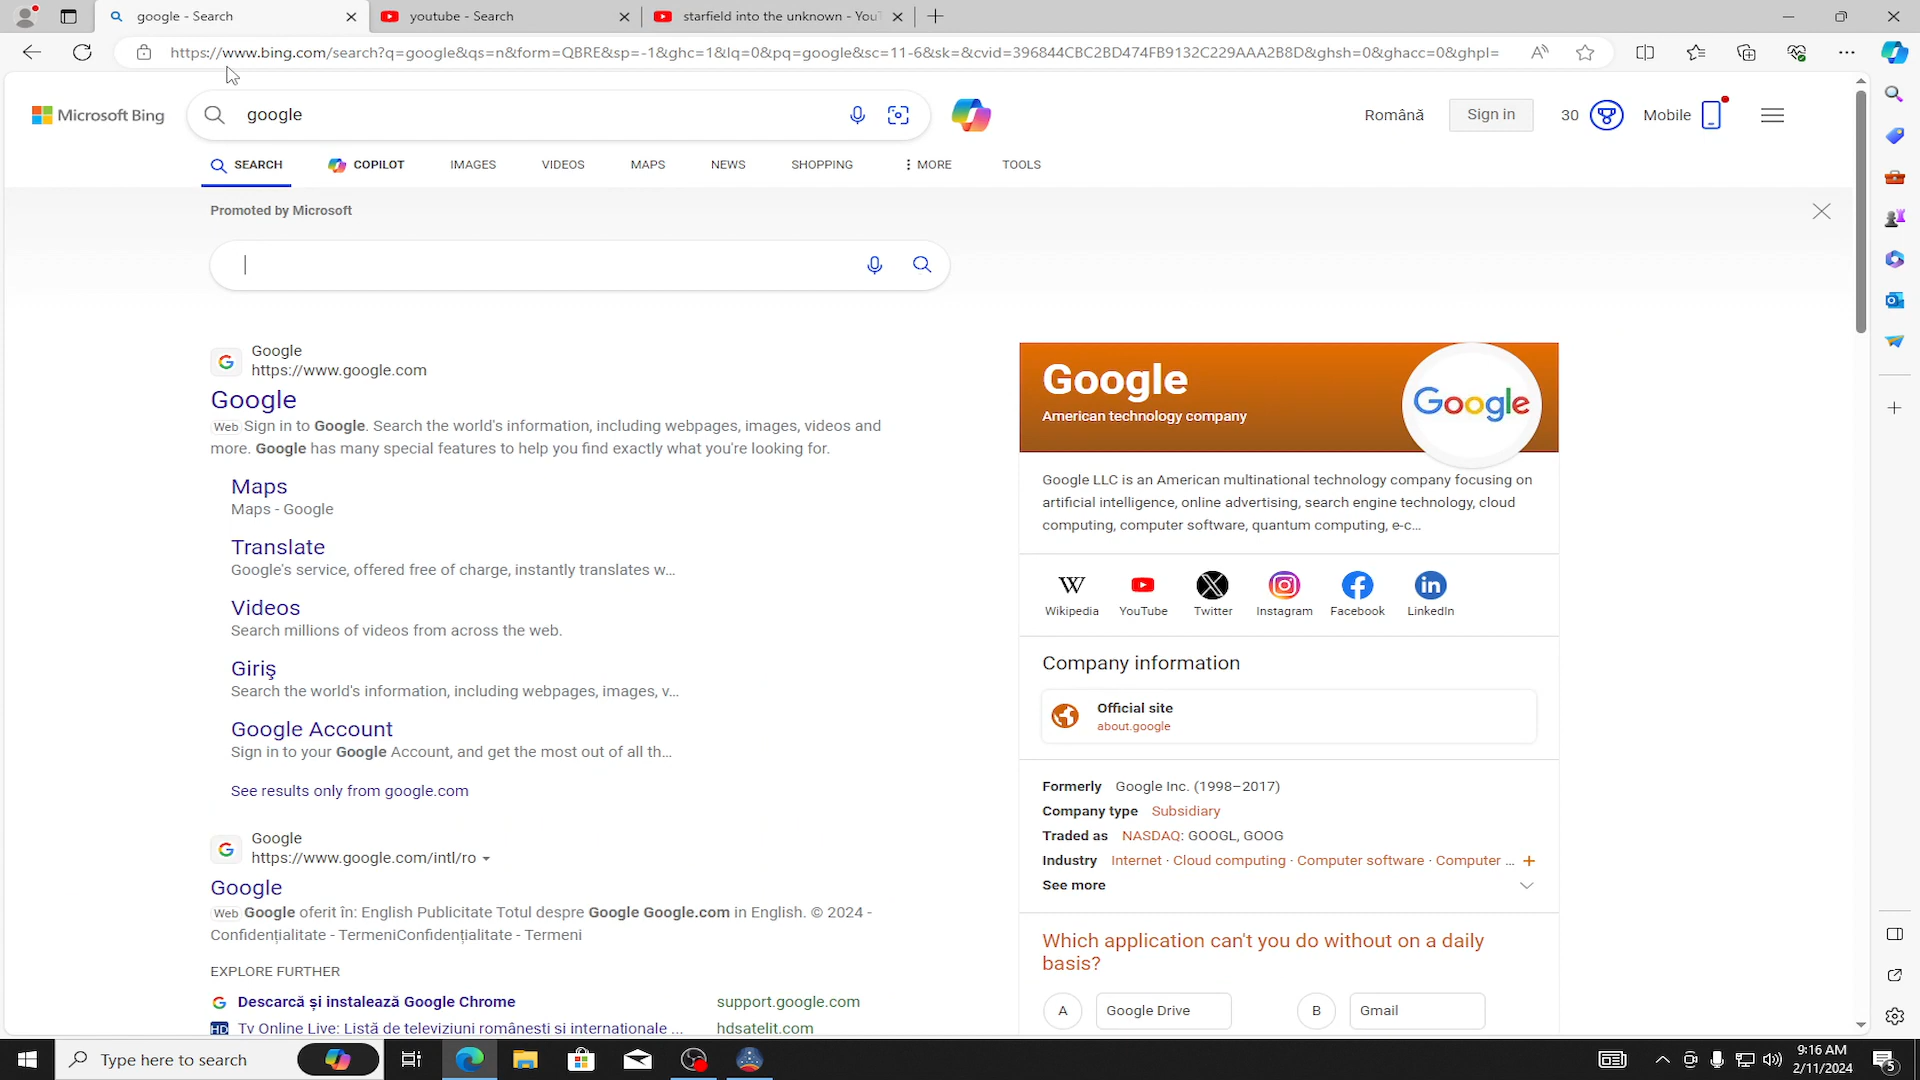 google - Search
youtube - Search
starfield into the unknown - You
https://www.bing.com/search?q=google&qs=n&form=QBRE&sp=-1&ghc=1&lq=0&pq=google&sc=11-6&sk=&cvid=396844CBC2BD474FB9132C229AAA2B8D&ghsh=0&ghacc=0&ghpl=
Microsoft Bing
google
Română
Sign in
30
Mobile
SEARCH
COPILOT
IMAGES
VIDEOS
MAPS
NEWS
SHOPPING
MORE
TOOLS
Promoted by Microsoft
Google
https://www.google.com
Google
Web Sign in to Google. Search the world's information, including webpages, images, videos and
more. Google has many special features to help you find exactly what you're looking for.
Maps
Maps - Google
Translate
Google's service, offered free of charge, instantly translates w...
Videos
Search millions of videos from across the web.
Giriş
Search the world's information, including webpages, images, v...
Google Account
Sign in to your Google Account, and get the most out of all th...
See results only from google.com
Google
https://www.google.com/intl/ro
Google
Web Google oferit în: English Publicitate Totul despre Google Google.com in English. © 2024 -
Confidențialitate - TermeniConfidențialitate - Termeni
EXPLORE FURTHER
Descarcă și instalează Google Chrome
support.google.com
HD Tv Online Live: Listă de televiziuni românesti si internationale ...
hdsatelit.com
Google
American technology company
Google
Google LLC is an American multinational technology company focusing on
artificial intelligence, online advertising, search engine technology, cloud
computing, computer software, quantum computing, e-c...
Wikipedia
YouTube
Twitter
Instagram
Facebook
LinkedIn
Company information
Official site
about.google
Formerly Google Inc. (1998–2017)
Company type Subsidiary
Traded as NASDAQ: GOOGL, GOOG
Industry Internet · Cloud computing · Computer software · Computer ...
See more
Which application can't you do without on a daily
basis?
A Google Drive
B Gmail
Type here to search
9:16 AM
2/11/2024
5